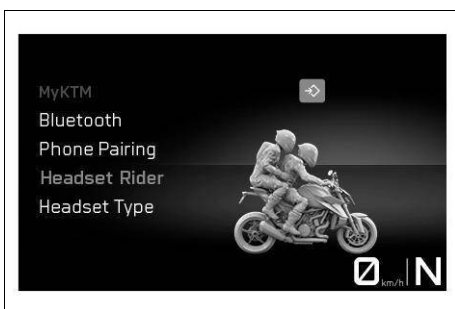 MyKTM
Bluetooth
Phone Pairing
Headset Rider
Headset Type
0 km/h N